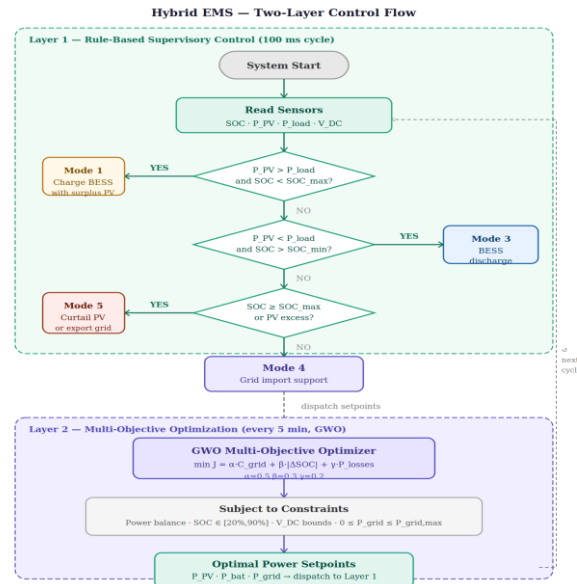 Hybrid EMS — Two-Layer Control Flow
Layer 1 — Rule-Based Supervisory Control (100 ms cycle)
System Start
Read Sensors
SOC · P_PV · P_load · V_DC
P_PV > P_load
and SOC < SOC_max?
YES
Mode 1
Charge BESS
with surplus PV
NO
P_PV < P_load
and SOC > SOC_min?
YES
Mode 3
BESS
discharge
NO
SOC ≥ SOC_max
or PV excess?
YES
Mode 5
Curtail PV
or export grid
NO
Mode 4
Grid import support
↺
next
cycl
dispatch setpoints
Layer 2 — Multi-Objective Optimization (every 5 min, GWO)
GWO Multi-Objective Optimizer
min J = α·C_grid + β·|ΔSOC| + γ·P_losses
α=0.5 β=0.3 γ=0.2
Subject to Constraints
Power balance · SOC ∈ [20%,90%] · V_DC bounds · 0 ≤ P_grid ≤ P_grid,max
Optimal Power Setpoints
P_PV · P_bat · P_grid → dispatch to Layer 1